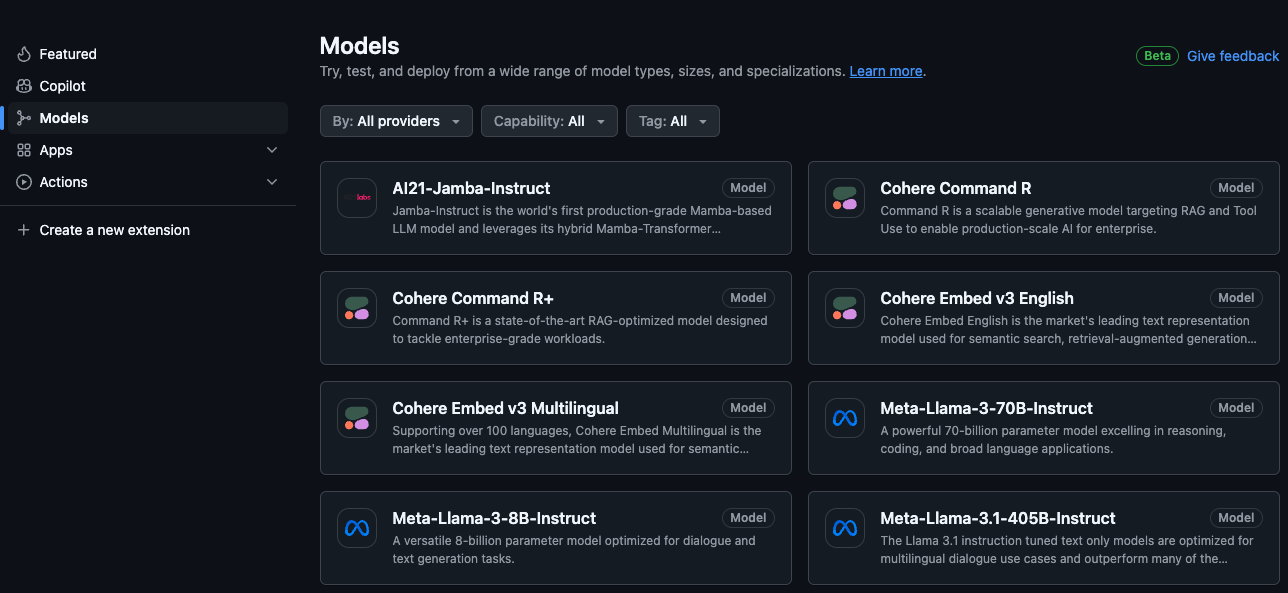 Featured
Copilot
Models
Apps
Actions
Create a new extension
Models
Try, test, and deploy from a wide range of model types, sizes, and specializations. Learn more.
Beta
Give feedback
By: All providers
Capability: All
Tag: All
labs
AI21-Jamba-Instruct
Model
Jamba-Instruct is the world's first production-grade Mamba-based
LLM model and leverages its hybrid Mamba-Transformer...
Cohere Command R
Model
Command R is a scalable generative model targeting RAG and Tool
Use to enable production-scale AI for enterprise.
Cohere Command R+
Model
Command R+ is a state-of-the-art RAG-optimized model designed
to tackle enterprise-grade workloads.
Cohere Embed v3 English
Model
Cohere Embed English is the market's leading text representation
model used for semantic search, retrieval-augmented generation...
Cohere Embed v3 Multilingual
Model
Supporting over 100 languages, Cohere Embed Multilingual is the
market's leading text representation model used for semantic...
Meta-Llama-3-70B-Instruct
Model
A powerful 70-billion parameter model excelling in reasoning,
coding, and broad language applications.
Meta-Llama-3-8B-Instruct
Model
A versatile 8-billion parameter model optimized for dialogue and
text generation tasks.
Meta-Llama-3.1-405B-Instruct
Model
The Llama 3.1 instruction tuned text only models are optimized for
multilingual dialogue use cases and outperform many of the...